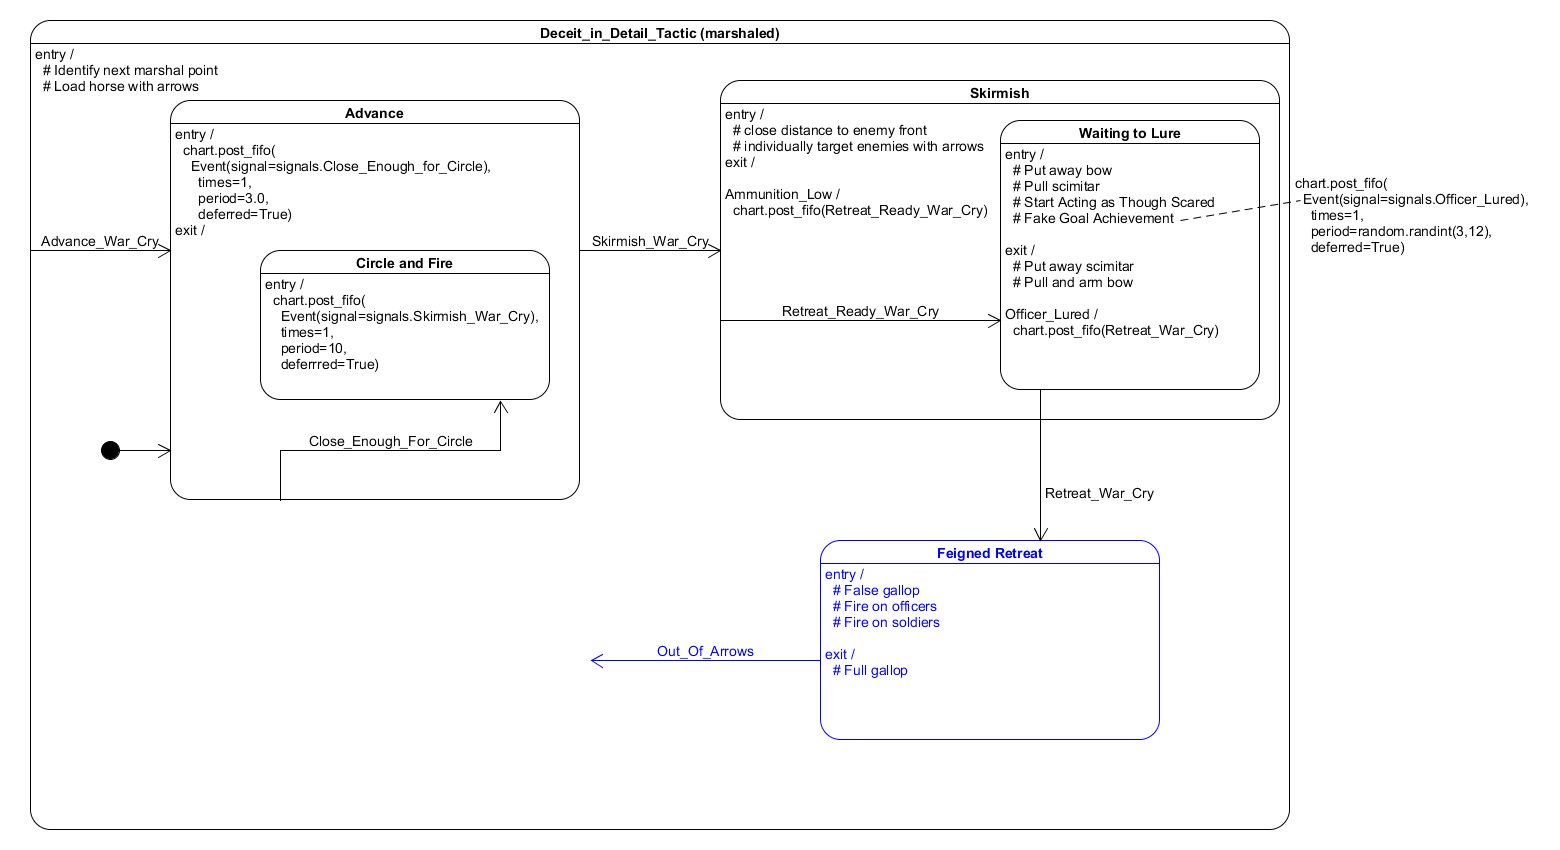 Deceit_in_Detail_Tactic (marshaled)
entry /
# Identify next marshal point
# Load horse with arrows
Advance_War_Cry
Advance
entry /
chart.post_fifo(
Event(signal=signals.Close_Enough_for_Circle),
times=1,
period=3.0,
deferred=True)
exit /
Circle and Fire
entry /
chart.post_fifo(
Event(signal=signals.Skirmish_War_Cry),
times=1,
period=10,
deferrred=True)
Close_Enough_For_Circle
Skirmish_War_Cry
Skirmish
entry /
# close distance to enemy front
# individually target enemies with arrows
exit /
Ammunition_Low /
chart.post_fifo(Retreat_Ready_War_Cry)
Retreat_Ready_War_Cry
Waiting to Lure
entry /
# Put away bow
# Pull scimitar
# Start Acting as Though Scared
# Fake Goal Achievement
exit /
# Put away scimitar
# Pull and arm bow
Officer_Lured /
chart.post_fifo(Retreat_War_Cry)
chart.post_fifo(
Event(signal=signals.Officer_Lured),
times=1,
period=random.randint(3,12),
deferred=True)
Retreat_War_Cry
Feigned Retreat
entry /
# False gallop
# Fire on officers
# Fire on soldiers
exit /
# Full gallop
Out_Of_Arrows